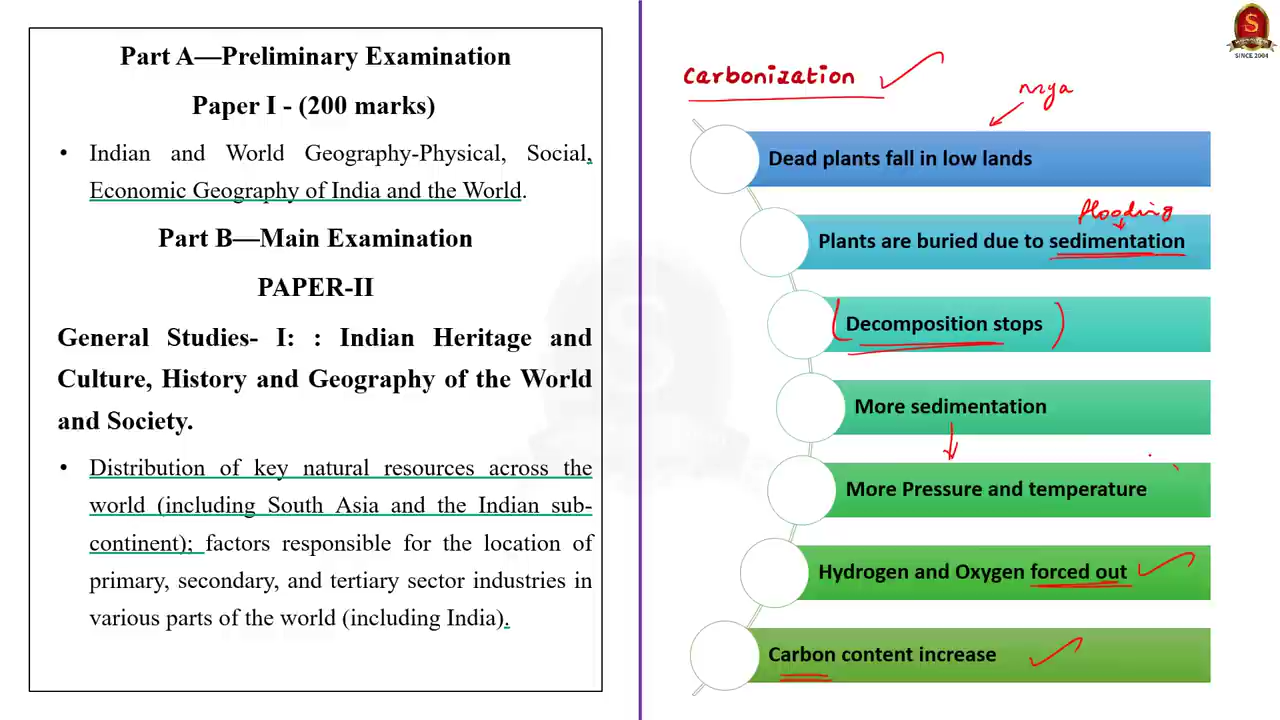 Part A—Preliminary Examination
Paper I - (200 marks)
• Indian and World Geography-Physical, Social,
Economic Geography of India and the World.
Part B—Main Examination
PAPER-II
General Studies- I: : Indian Heritage and
Culture, History and Geography of the World
and Society.
• Distribution of key natural resources across the
world (including South Asia and the Indian sub-
continent); factors responsible for the location of
primary, secondary, and tertiary sector industries in
various parts of the world (including India).
SINCE 2004
Carbonization
mya
Dead plants fall in low lands
flooding
Plants are buried due to sedimentation
Decomposition stops
More sedimentation
More Pressure and temperature
Hydrogen and Oxygen forced out
Carbon content increase